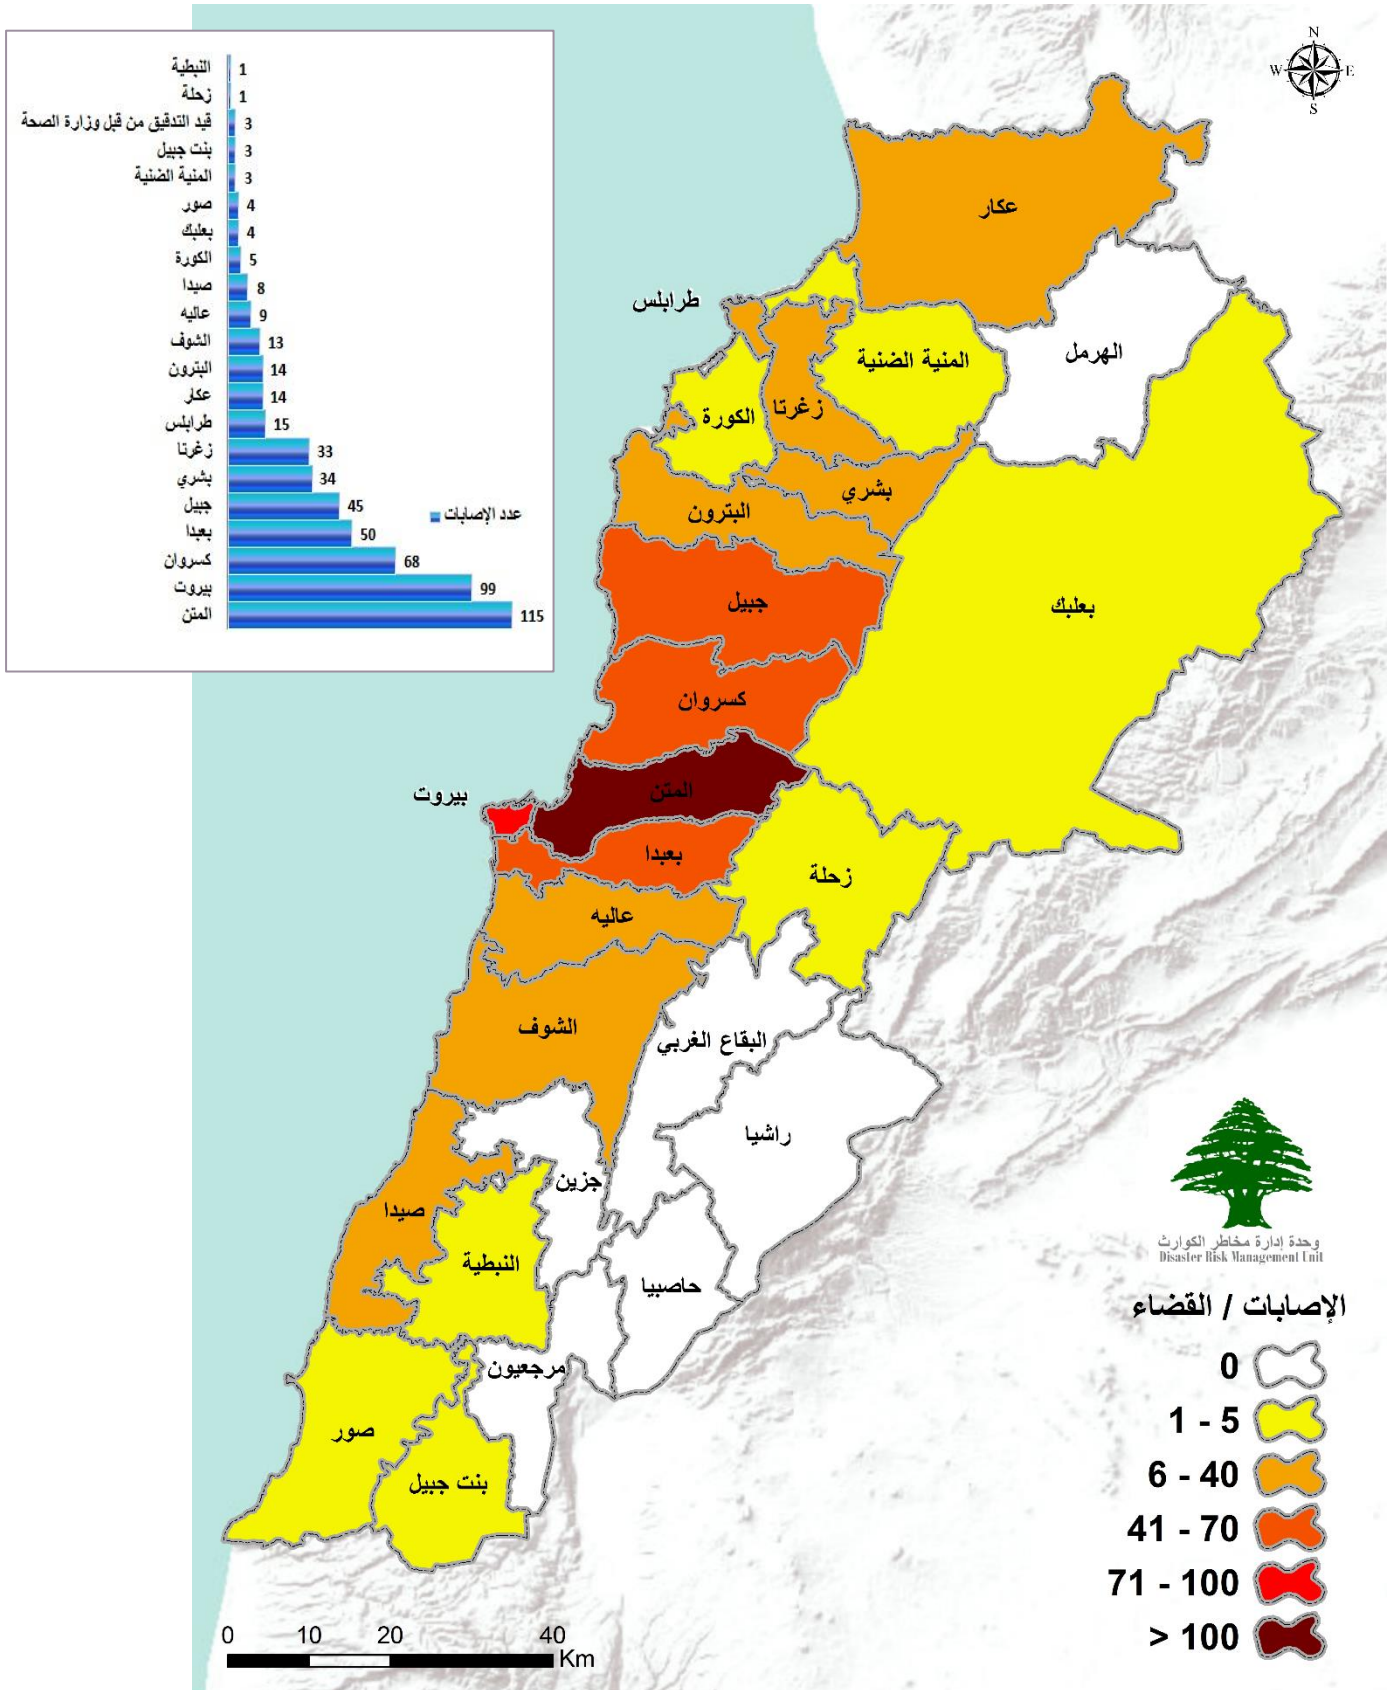 النبطية 1
زحلة 1
قيد التدقيق من قبل وزارة الصحة 3
بنت جبيل 3
المنية الضنية 3
صور 4
بعلبك 4
الكورة 5
صيدا 8
عاليه 9
الشوف 13
البترون 14
عكار 14
طرابلس 15
زغرتا 33
بشري 34
جبيل 45
بعبدا 50
كسروان 68
بيروت 99
المتن 115
عدد الإصابات
N
W E
S
عكار
طرابلس
الهرمل
المنية الضنية
زغرتا
الكورة
بشري
البترون
جبيل
بعلبك
كسروان
المتن
بيروت
بعبدا
زحلة
عاليه
الشوف
البقاع الغربي
راشيا
جزين
صيدا
النبطية
حاصبيا
مرجعيون
صور
بنت جبيل
وحدة إدارة مخاطر الكوارث
Disaster Risk Management Unit
الإصابات / القضاء
0
1 - 5
6 - 40
41 - 70
71 - 100
> 100
0 10 20 40
Km